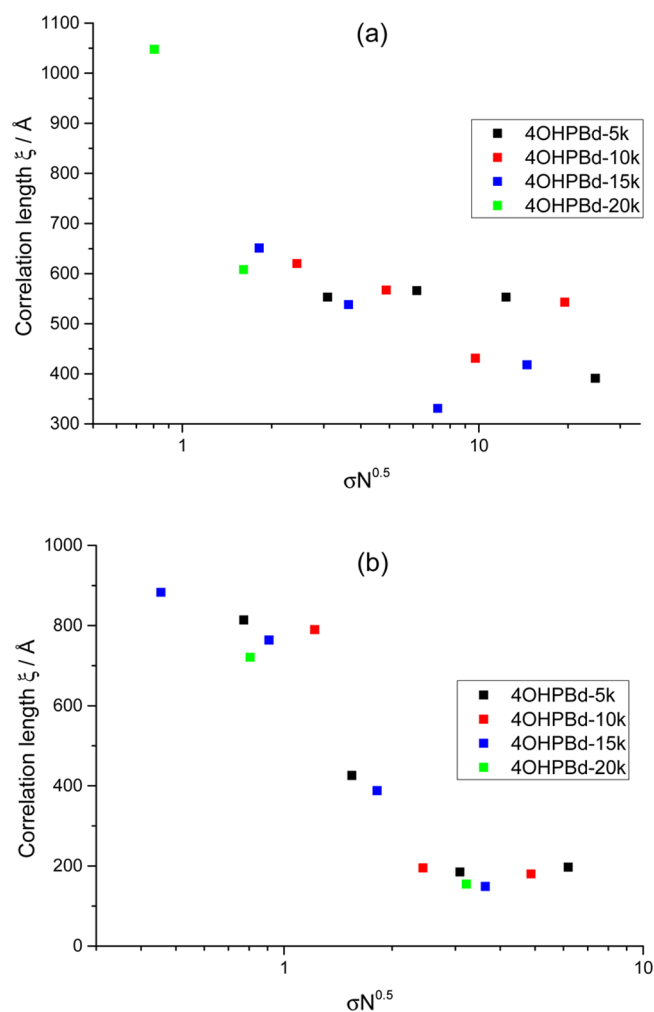 (a)
1100
1000
900
800
700
600
500
400
300
Correlation length ξ / Å
4OHPBd-5k
4OHPBd-10k
4OHPBd-15k
4OHPBd-20k
1 10
σN^0.5
(b)
1000
800
600
400
200
0
Correlation length ξ / Å
4OHPBd-5k
4OHPBd-10k
4OHPBd-15k
4OHPBd-20k
1 10
σN^0.5